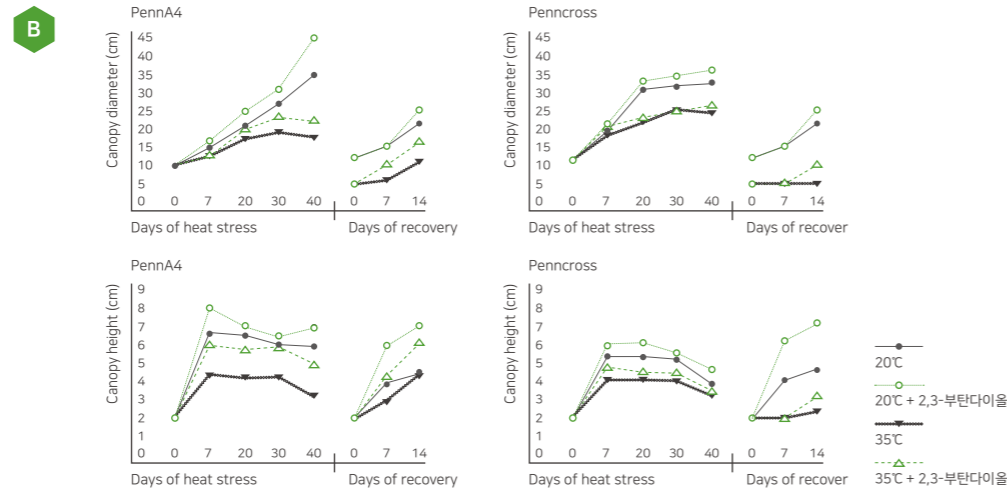 B
PennA4
Canopy diameter (cm)
45
40
35
30
25
20
15
10
5
0
0 7 20 30 40 0 7 14
Days of heat stress Days of recovery
Penncross
Canopy diameter (cm)
45
40
35
30
25
20
15
10
5
0
0 7 20 30 40 0 7 14
Days of heat stress Days of recover
PennA4
Canopy height (cm)
9
8
7
6
5
4
3
2
1
0
0 7 20 30 40 0 7 14
Days of heat stress Days of recovery
Penncross
Canopy height (cm)
9
8
7
6
5
4
3
2
1
0
0 7 20 30 40 0 7 14
Days of heat stress Days of recover
20℃
20℃ + 2,3-부탄다이올
35℃
35℃ + 2,3-부탄다이올